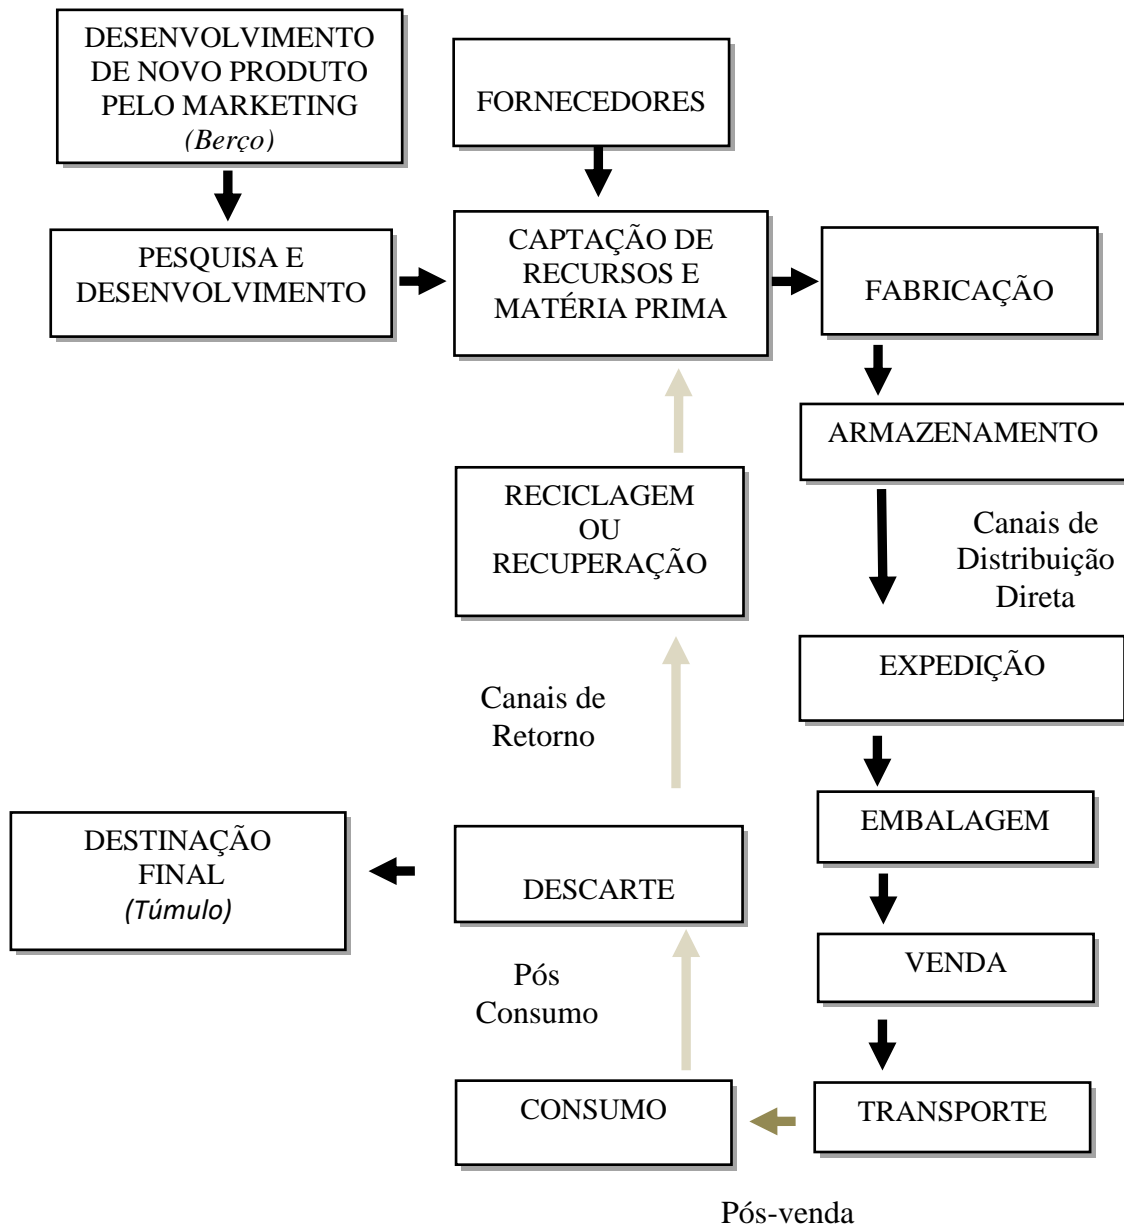 DESENVOLVIMENTO
DE NOVO PRODUTO
PELO MARKETING
(Berço)
FORNECEDORES
PESQUISA E
DESENVOLVIMENTO
CAPTAÇÃO DE
RECURSOS E
MATÉRIA PRIMA
FABRICAÇÃO
ARMAZENAMENTO
Canais de
Distribuição
Direta
RECICLAGEM
OU
RECUPERAÇÃO
EXPEDIÇÃO
Canais de
Retorno
EMBALAGEM
DESTINAÇÃO
FINAL
(Túmulo)
DESCARTE
VENDA
Pós
Consumo
CONSUMO
TRANSPORTE
Pós-venda